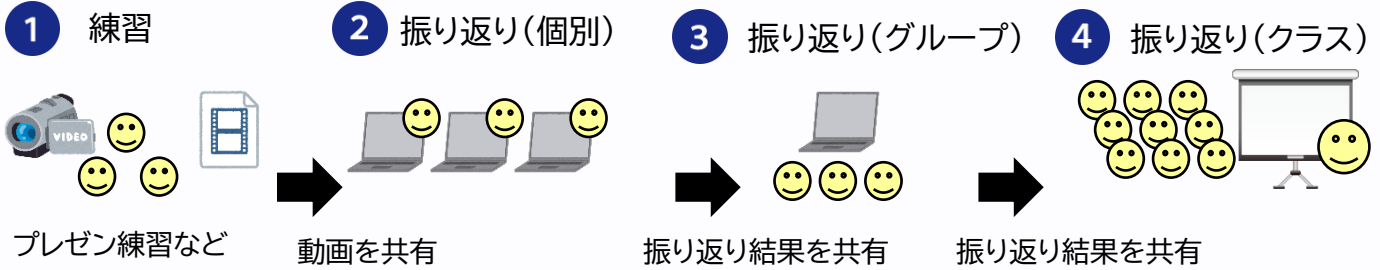 1 練習
2 振り返り(個別)
3 振り返り(グループ)
4 振り返り(クラス)
VIDEO
プレゼン練習など
動画を共有
振り返り結果を共有
振り返り結果を共有